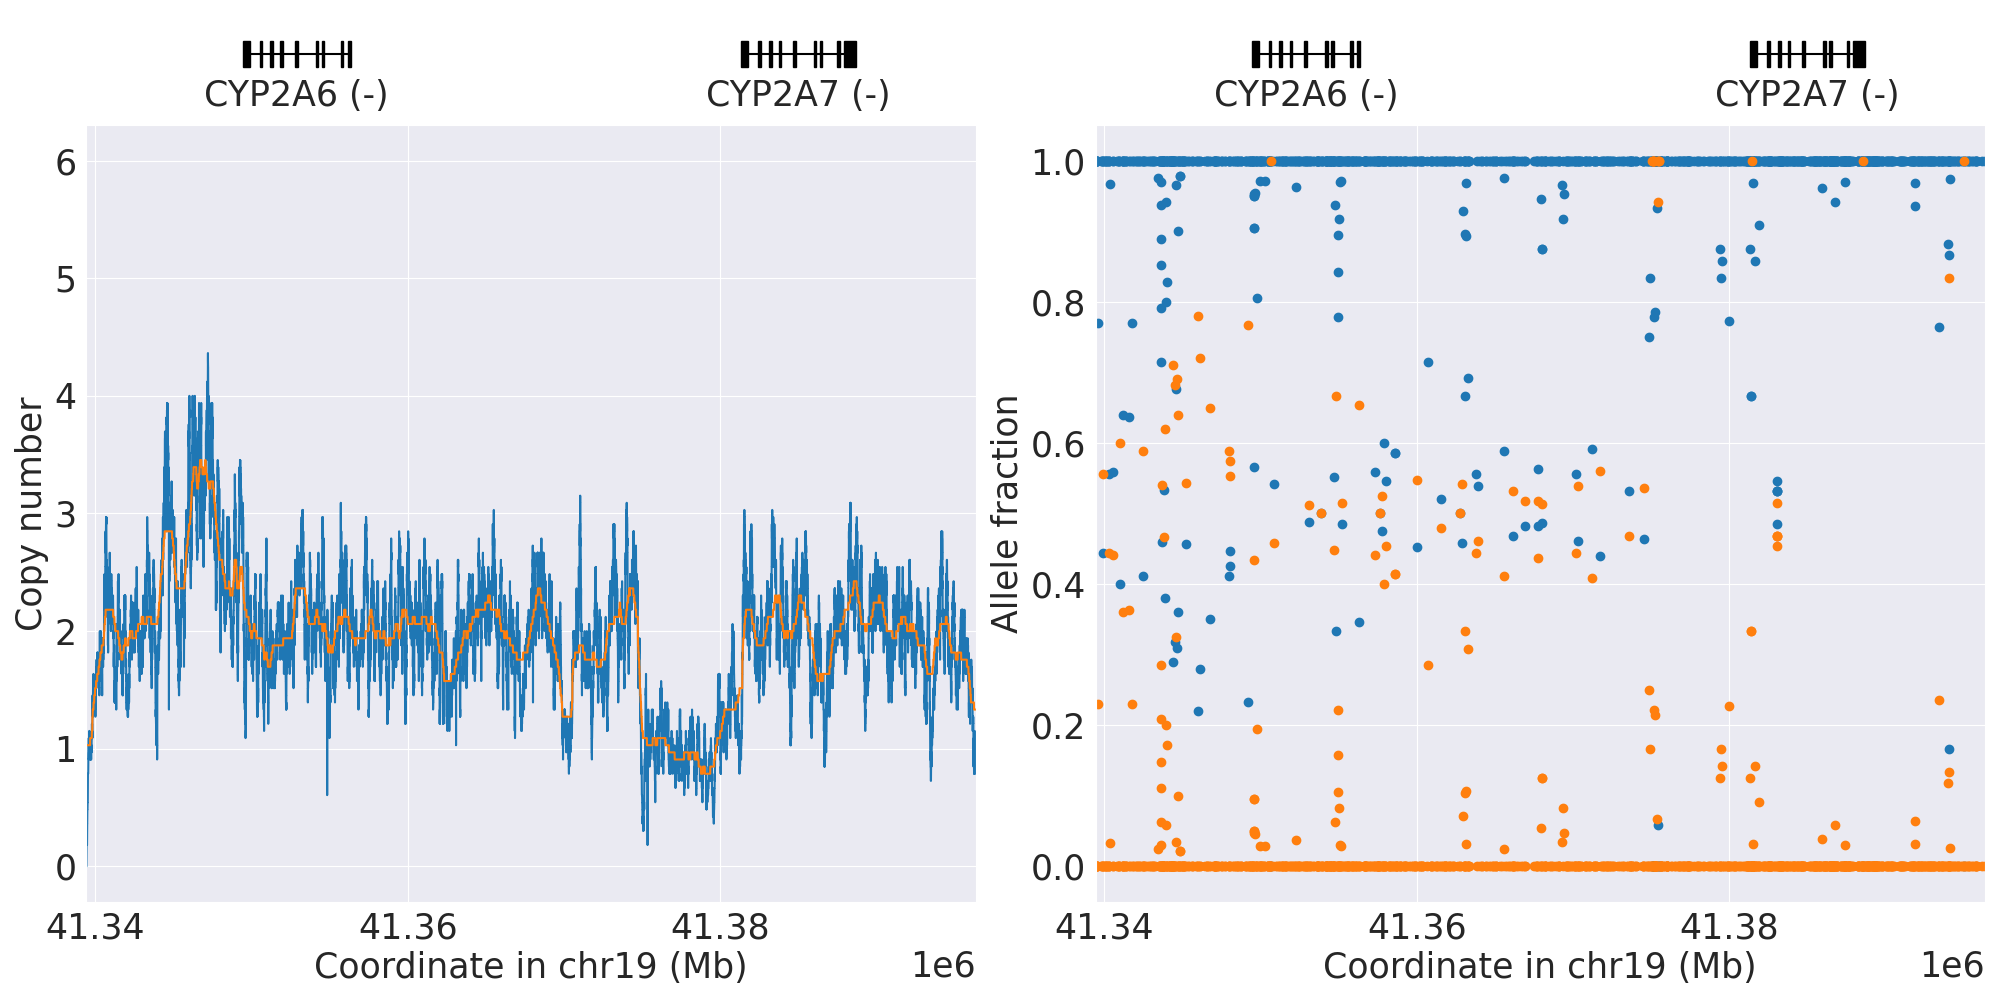 CYP2A6 (-)
CYP2A7 (-)
Copy number
6
5
4
3
2
1
0
41.34
41.36
41.38
Coordinate in chr19 (Mb)
1e6
CYP2A6 (-)
CYP2A7 (-)
Allele fraction
1.0
0.8
0.6
0.4
0.2
0.0
41.34
41.36
41.38
Coordinate in chr19 (Mb)
1e6